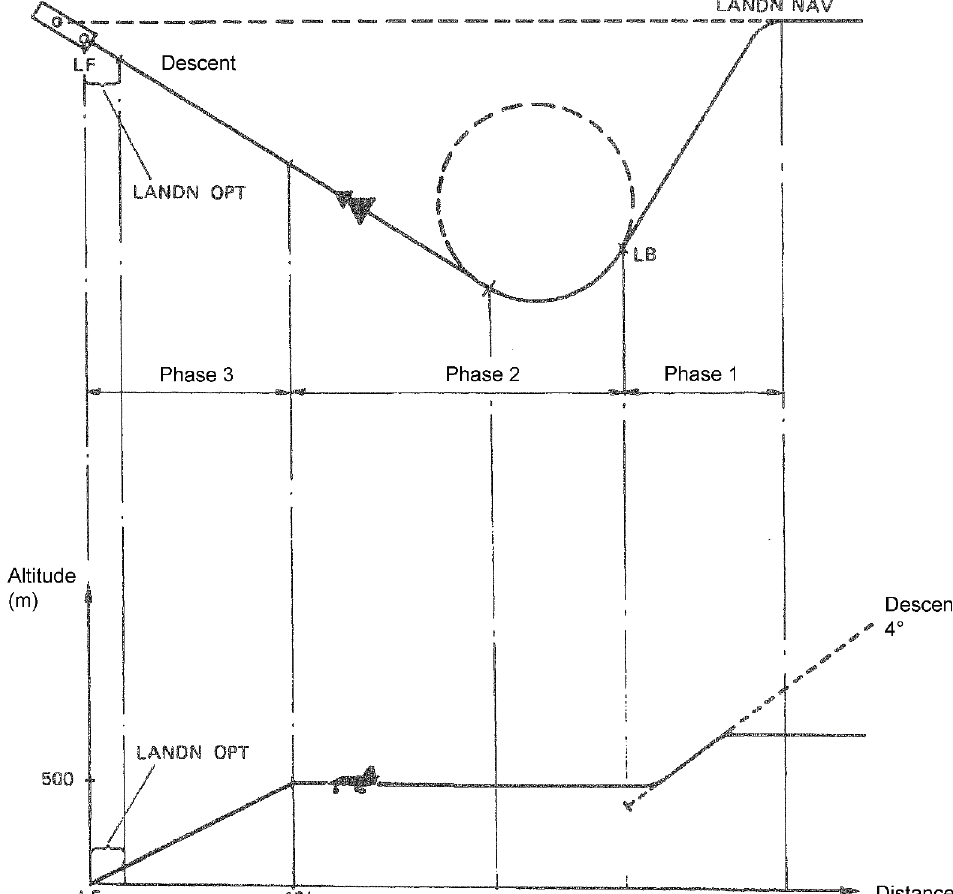 LANDN NAV
LF
Descent
LANDN OPT
LB
Phase 3
Phase 2
Phase 1
Altitude
(m)
Descen
4°
LANDN OPT
500
Distance